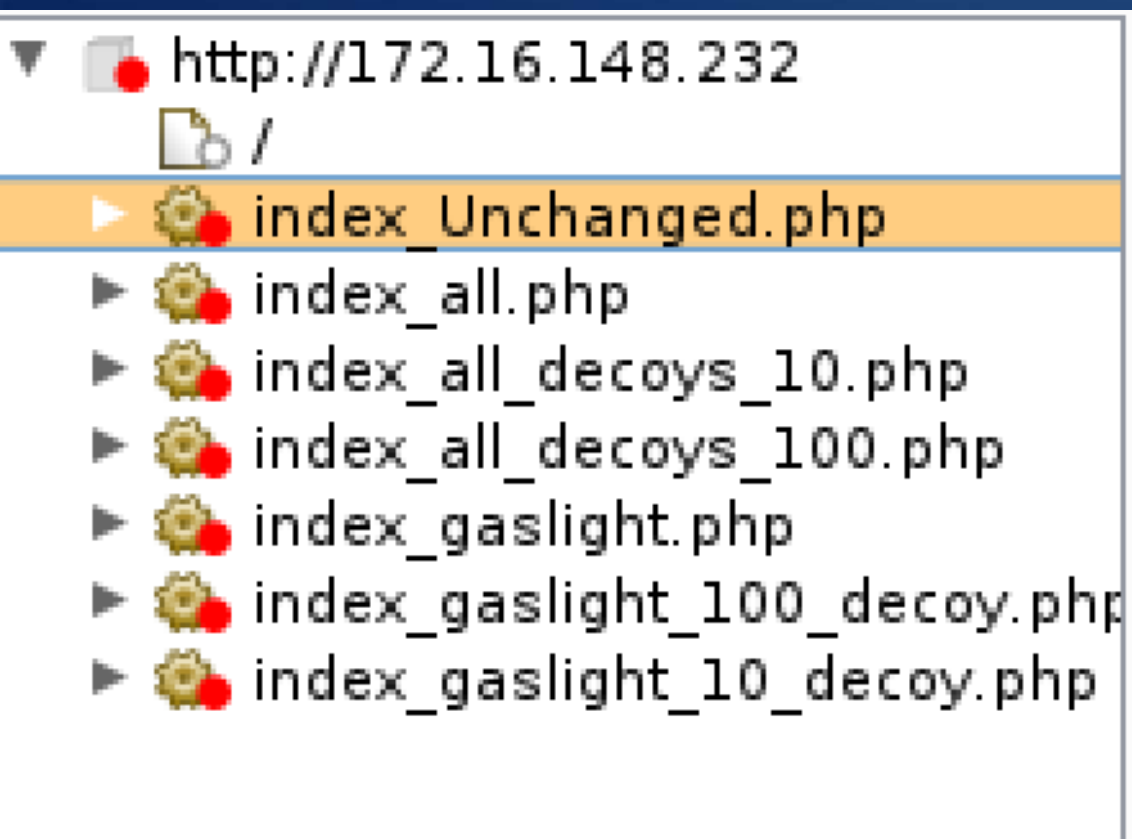 http://172.16.148.232
/
index_Unchanged.php
index_all.php
index_all_decoys_10.php
index_all_decoys_100.php
index_gaslight.php
index_gaslight_100_decoy.php
index_gaslight_10_decoy.php